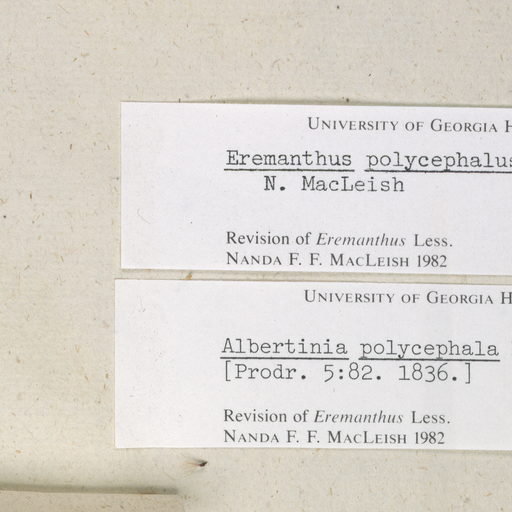 UNIVERSITY OF GEORGIA H
Eremanthus polycephalus
N. MacLeish
Revision of Eremanthus Less.
NANDA F. F. MACLEISH 1982
UNIVERSITY OF GEORGIA H
Albertinia polycephala
[Prodr. 5:82. 1836.]
Revision of Eremanthus Less.
NANDA F. F. MACLEISH 1982